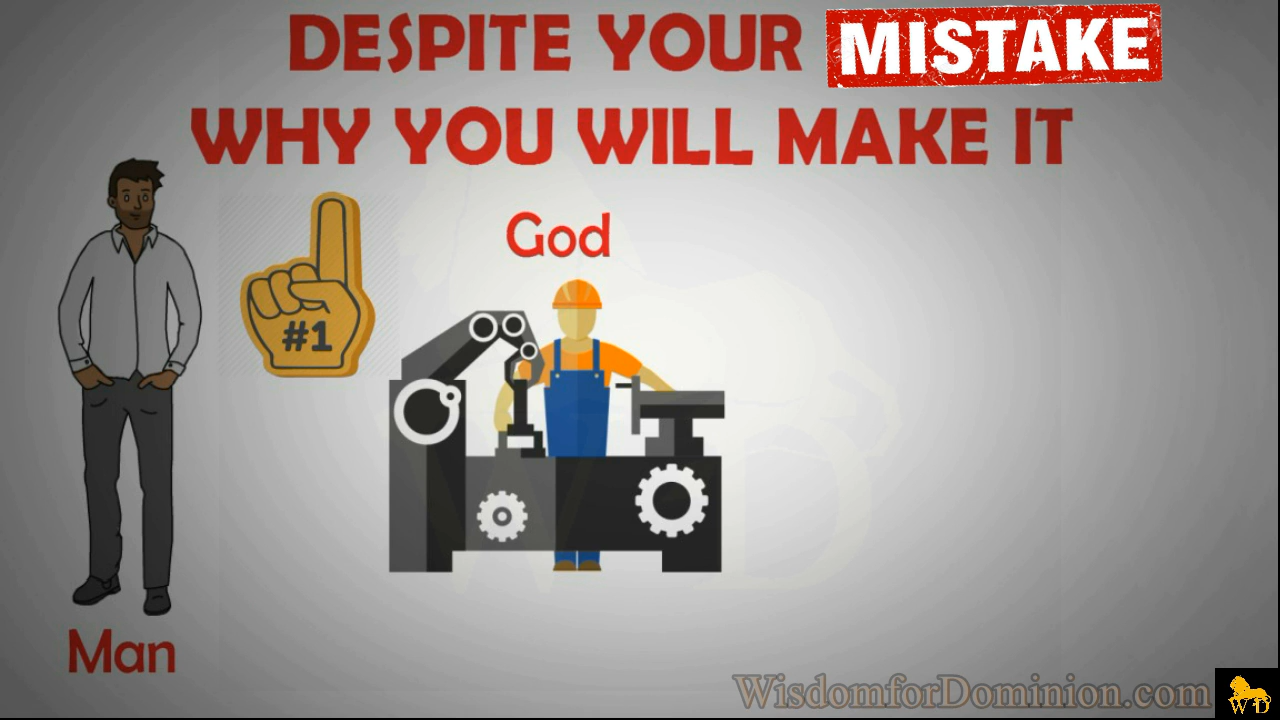 DESPITE YOUR MISTAKE
WHY YOU WILL MAKE IT
God
#1
Man
WisdomforDominion.com
WD